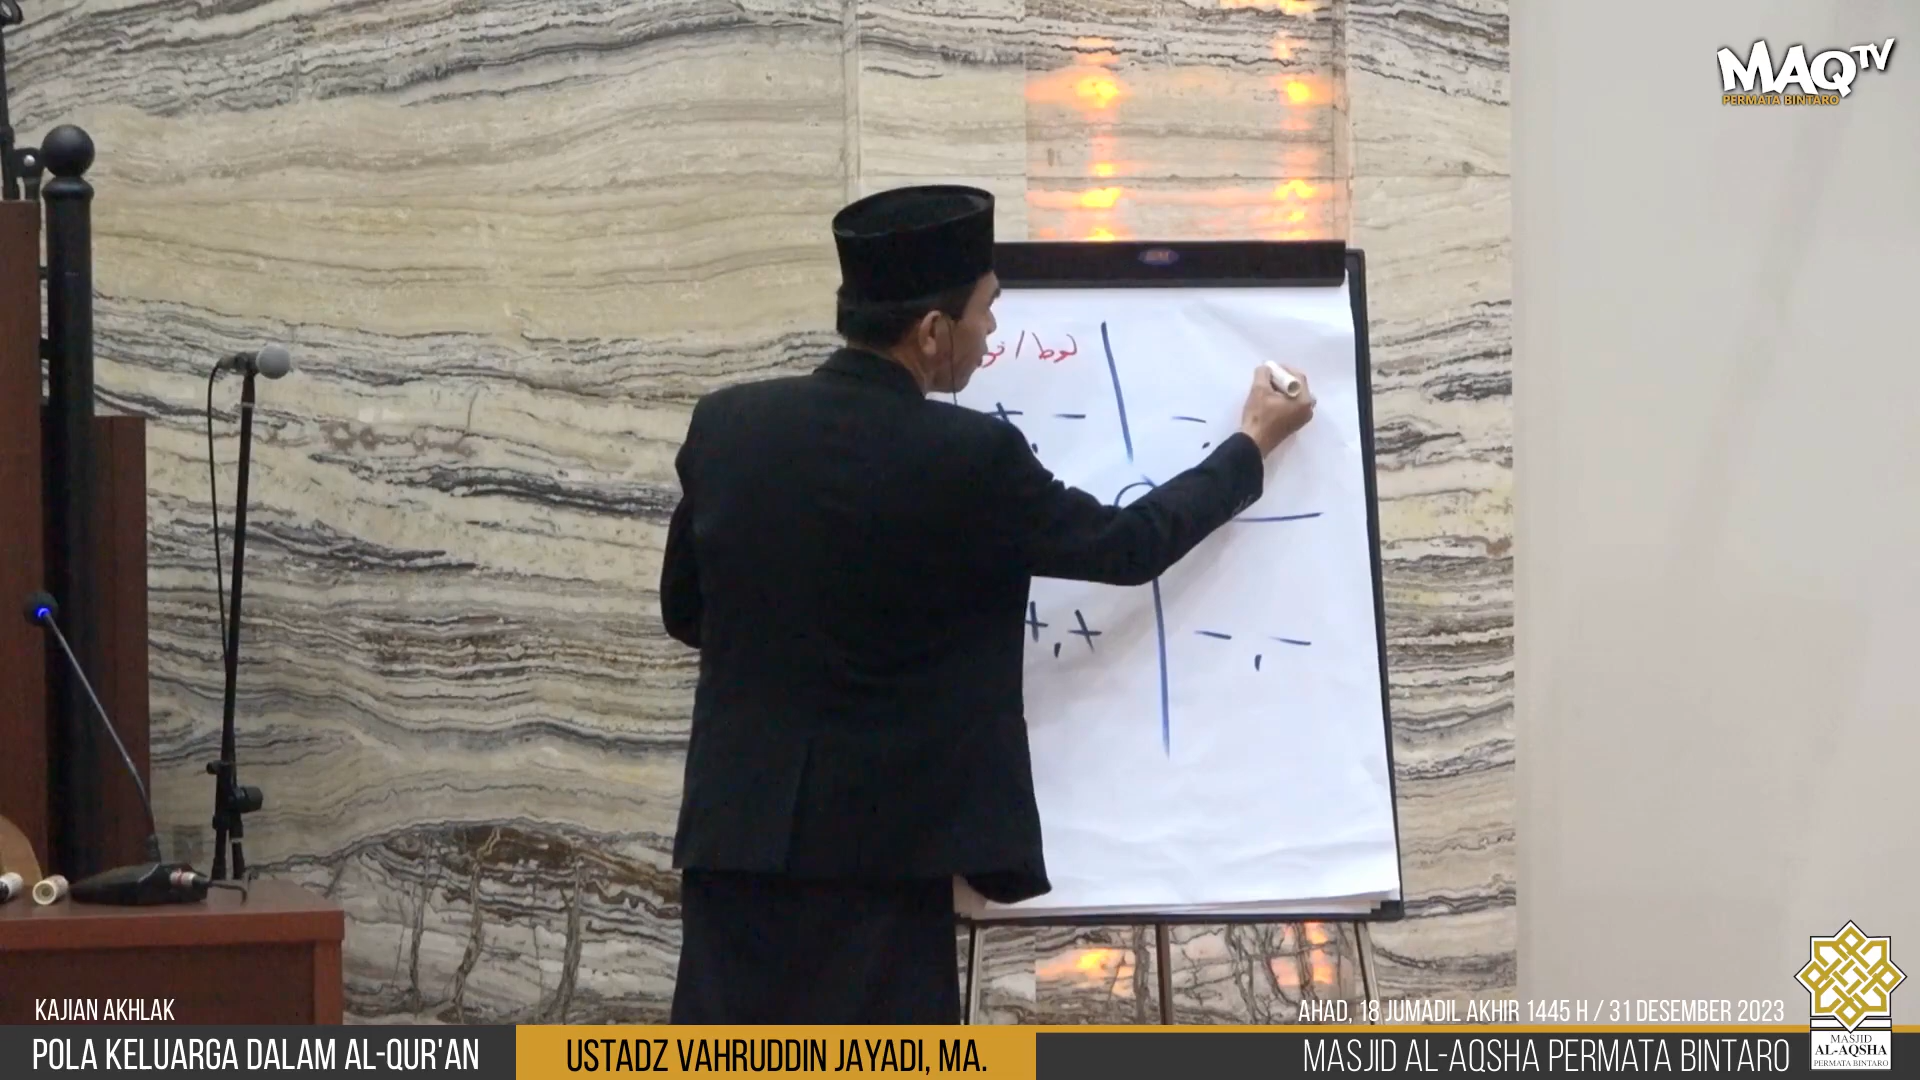 MAQTV
PERMATA BINTARO
لوط /
+ -
-
,
+, +
- , -
KAJIAN AKHLAK
AHAD, 18 JUMADIL AKHIR 1445 H / 31 DESEMBER 2023
POLA KELUARGA DALAM AL-QUR'AN
USTADZ VAHRUDDIN JAYADI, MA.
MASJID AL-AQSHA PERMATA BINTARO
MASJID
AL-AQSHA
PERMATA BINTARO